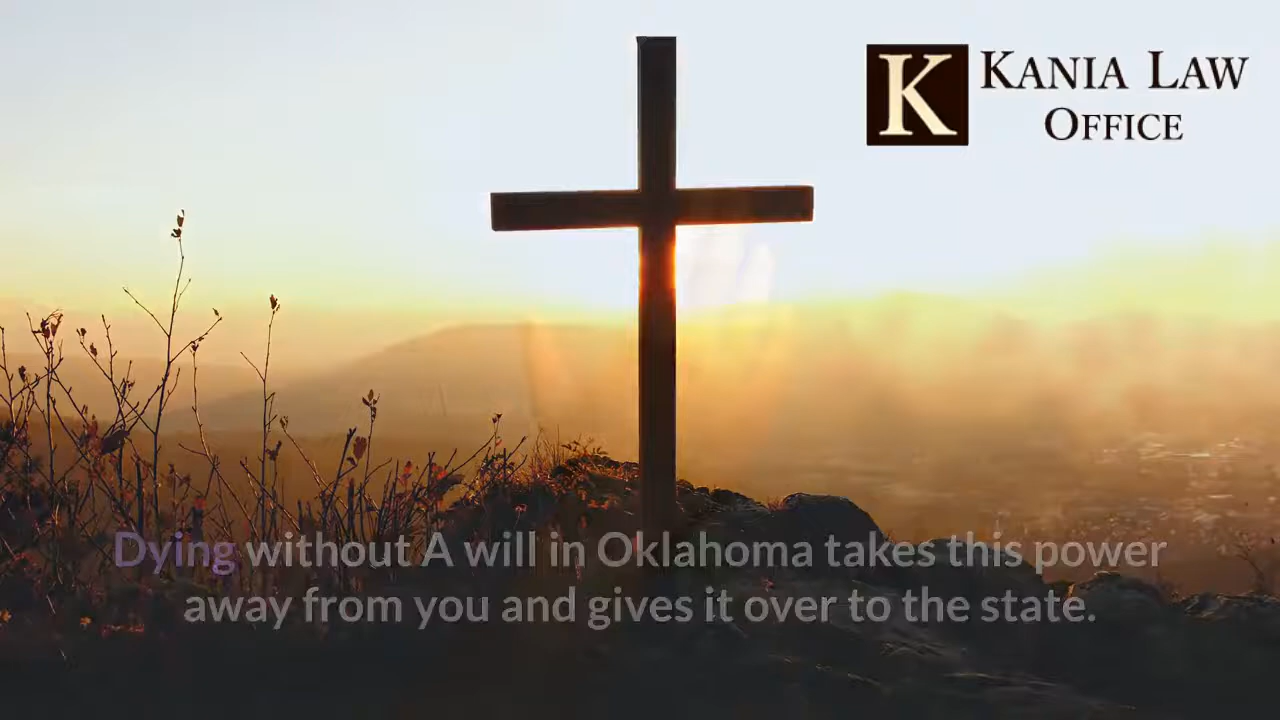 K
KANIA LAW
OFFICE
Dying without A will in Oklahoma takes this power
away from you and gives it over to the state.